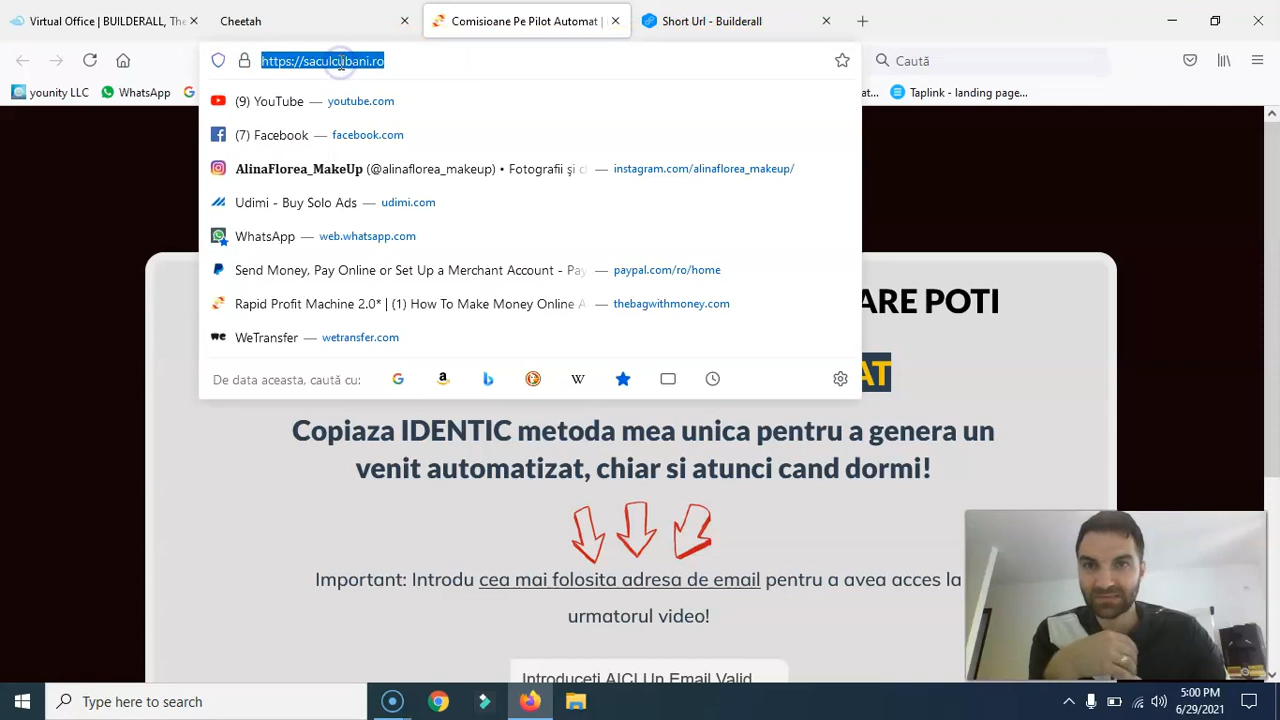 Virtual Office | BUILDERALL, The
Cheetah
Comisioane Pe Pilot Automat |
Short Url - Builderall
https://saculcubani.ro
Caută
younity LLC
WhatsApp
at...
Taplink - landing page...
(9) YouTube — youtube.com
(7) Facebook — facebook.com
AlinaFlorea_MakeUp (@alinaflorea_makeup) • Fotografii și c — instagram.com/alinaflorea_makeup/
Udimi - Buy Solo Ads — udimi.com
WhatsApp — web.whatsapp.com
Send Money, Pay Online or Set Up a Merchant Account - Pay — paypal.com/ro/home
Rapid Profit Machine 2.0* | (1) How To Make Money Online A — thebagwithmoney.com
WeTransfer — wetransfer.com
De data aceasta, caută cu:
ARE POTI
AT
Copiaza IDENTIC metoda mea unica pentru a genera un
venit automatizat, chiar si atunci cand dormi!
Important: Introdu cea mai folosita adresa de email pentru a avea acces la
urmatorul video!
Introduceti AICI Un Email Valid
Type here to search
5:00 PM
6/29/2021